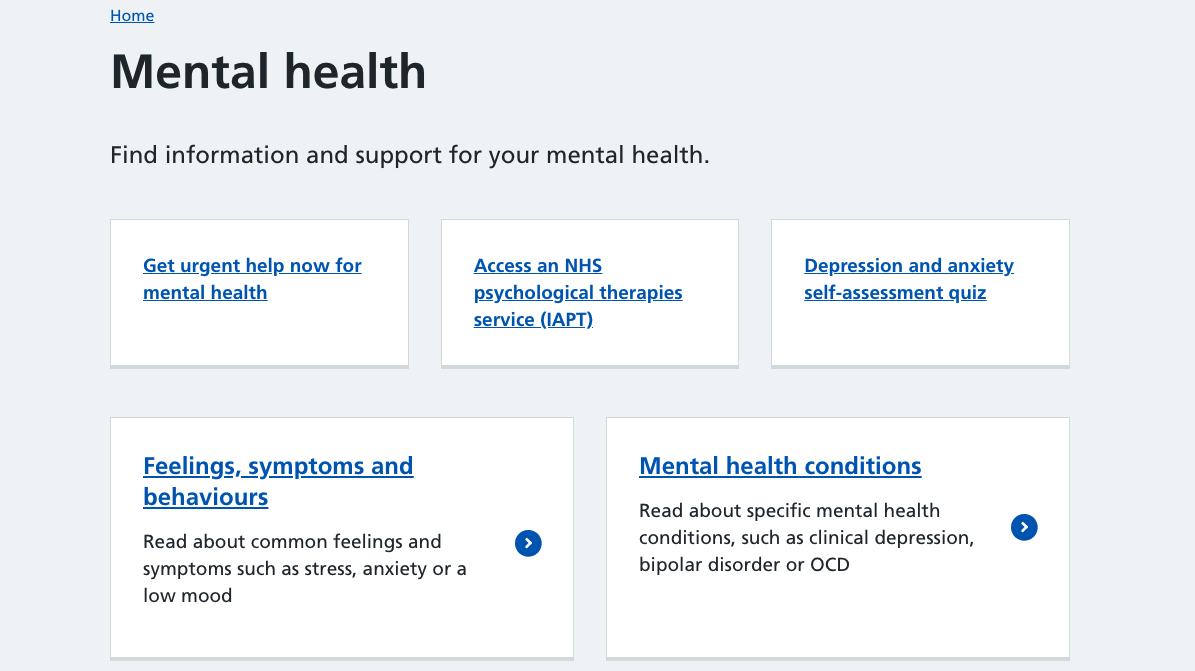 Home
Mental health
Find information and support for your mental health.
Get urgent help now for
mental health
Access an NHS
psychological therapies
service (IAPT)
Depression and anxiety
self-assessment quiz
Feelings, symptoms and
behaviours
Read about common feelings and
symptoms such as stress, anxiety or a
low mood
Mental health conditions
Read about specific mental health
conditions, such as clinical depression,
bipolar disorder or OCD